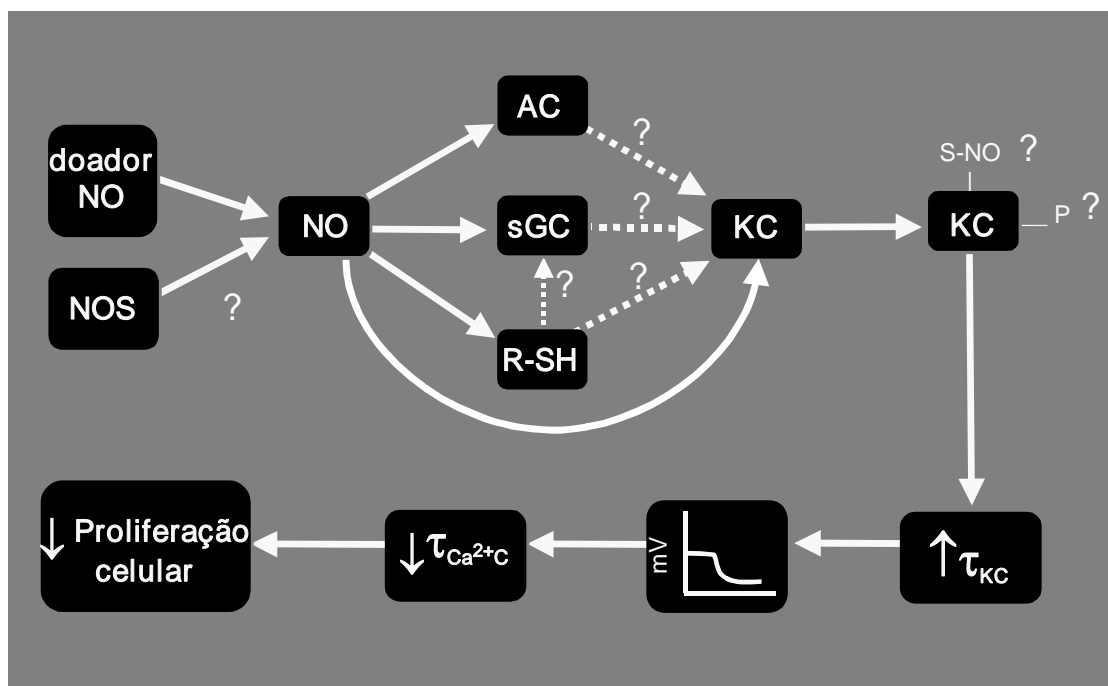 AC
?
S-NO ?
doador
NO
?
NO
sGC
KC
KC
P ?
NOS
?
?
?
R-SH
↓ Proliferação
celular
↓ τCa²⁺C
mV
↑ τKC